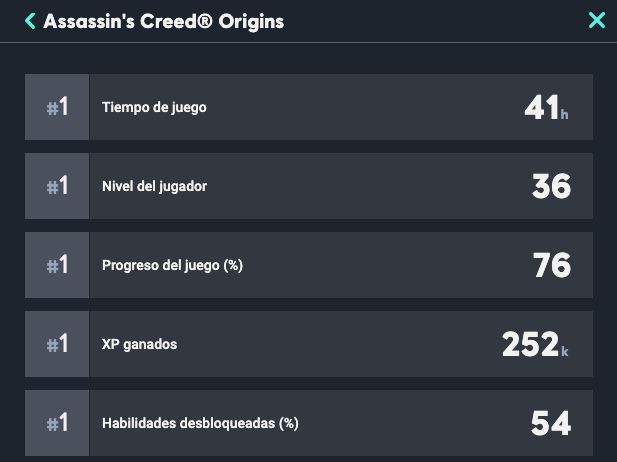 Assassin's Creed® Origins
#1 Tiempo de juego 41h
#1 Nivel del jugador 36
#1 Progreso del juego (%) 76
#1 XP ganados 252k
#1 Habilidades desbloqueadas (%) 54